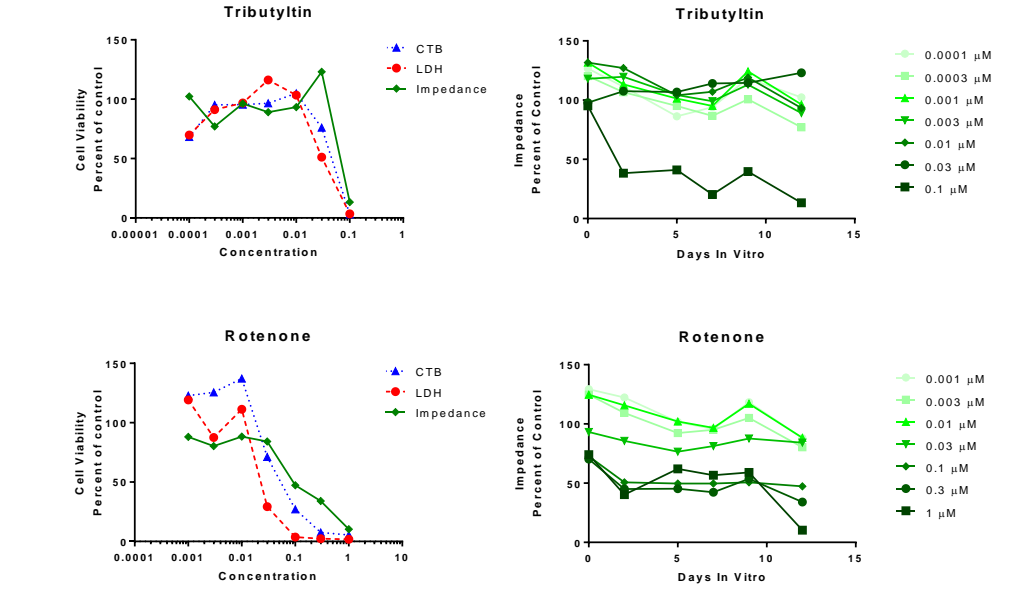 Tributyltin
150
100
50
0
0.00001 0.0001 0.001 0.01 0.1 1
Concentration
Cell Viability
Percent of control
CTB
LDH
Impedance
Tributyltin
150
100
50
0
0 5 10 15
Days In Vitro
Impedance
Percent of Control
0.0001 µM
0.0003 µM
0.001 µM
0.003 µM
0.01 µM
0.03 µM
0.1 µM
Rotenone
150
100
50
0
0.0001 0.001 0.01 0.1 1 10
Concentration
Cell Viability
Percent of control
CTB
LDH
Impedance
Rotenone
150
100
50
0
0 5 10 15
Days In Vitro
Impedance
Percent of Control
0.001 µM
0.003 µM
0.01 µM
0.03 µM
0.1 µM
0.3 µM
1 µM